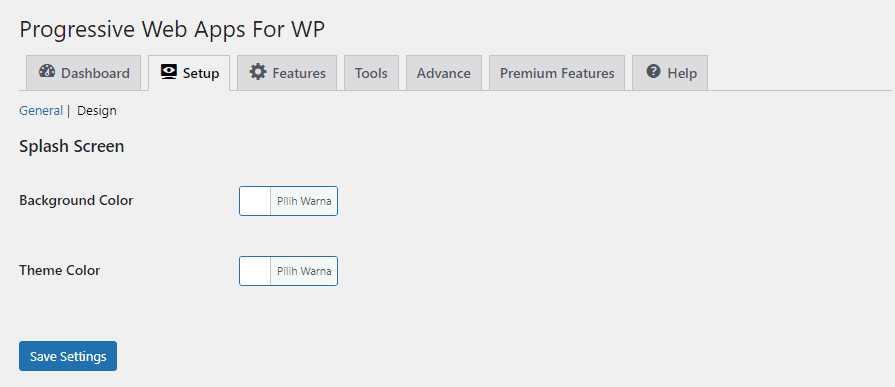 Progressive Web Apps For WP
Dashboard Setup Features Tools Advance Premium Features Help
General | Design
Splash Screen
Background Color Pilih Warna
Theme Color Pilih Warna
Save Settings